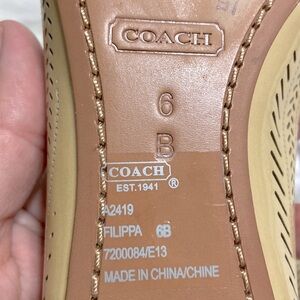 COACH
6
B
COACH
EST.1941 ®
A2419
FILIPPA 6B
7200084/E13
MADE IN CHINA/CHINE